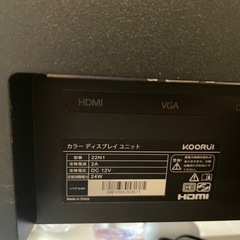 HDMI VGA
カラー ディスプレイ ユニット KOORUI
型番 22N1
定格電流 2A
定格電圧 DC 12V
定格消費電力 24W
Made in China
HDMI